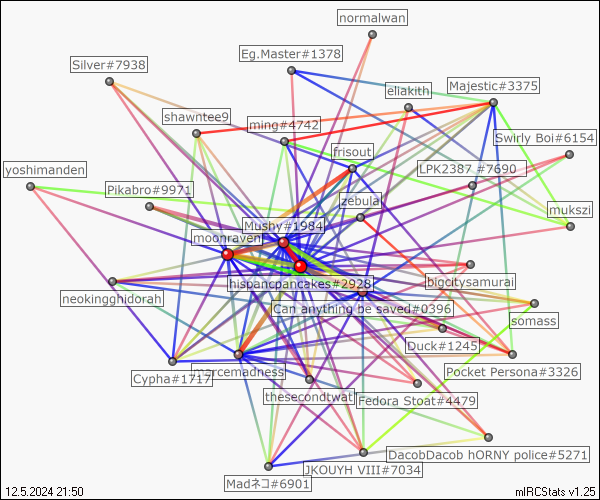 normalwan
Eg.Master#1378
Silver#7938
eliakith
Majestic#3375
shawntee9
ming#4742
Swirly Boi#6154
frisout
LPK2387_#7690
yoshimanden
Pikabro#9971
zebula
mukszi
Mushy#1984
moonraven
hispancpancakes#2928
bigcitysamurai
neokingghidorah
Can anything be saved#0396
somass
Duck#1245
marcemadness
Cypha#1717
Pocket Persona#3326
thesecondtwat
Fedora Stoat#4479
DacobDacob hORNY police#5271
JKOUYH VIII#7034
Madネコ#6901
12.5.2024 21:50
mIRCStats v1.25